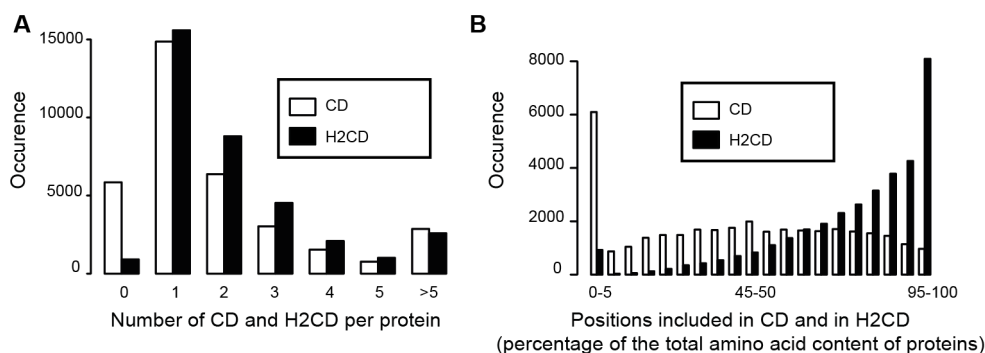 A
15000
15000
5000
0
Occurence
CD
H2CD
0 1 2 3 4 5 >5
Number of CD and H2CD per protein
B
8000
6000
4000
2000
0
Occurence
CD
H2CD
0-5 45-50 95-100
Positions included in CD and in H2CD
(percentage of the total amino acid content of proteins)